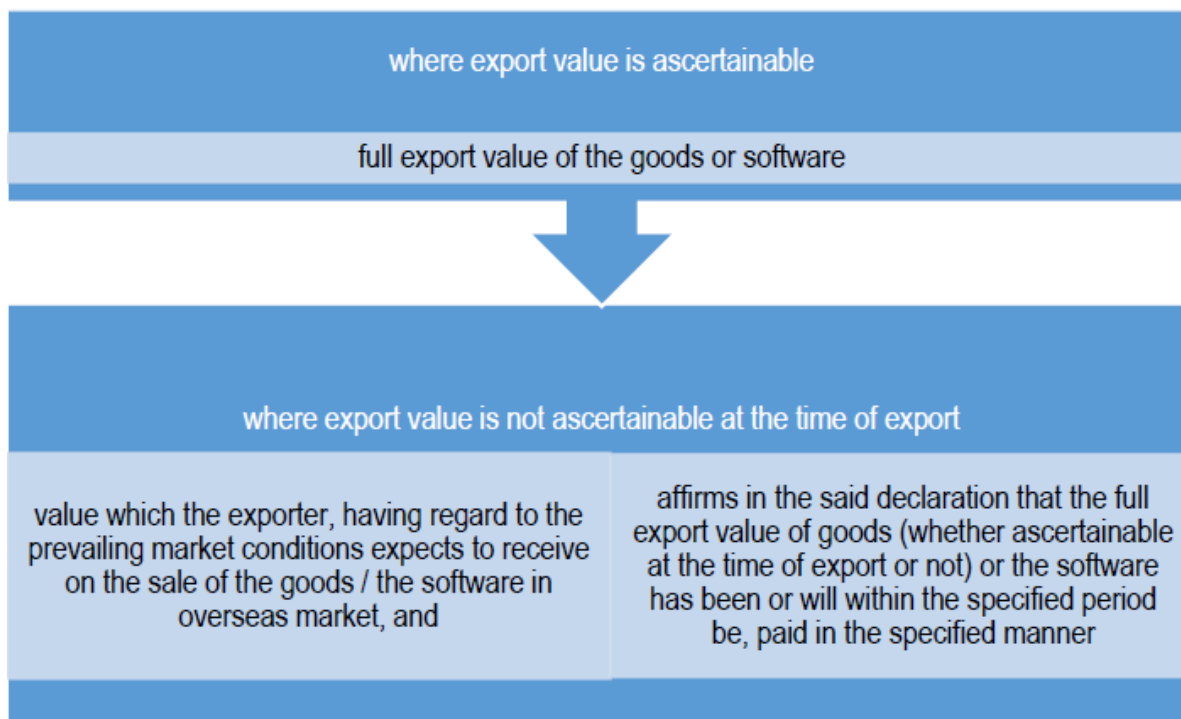 where export value is ascertainable
full export value of the goods or software
where export value is not ascertainable at the time of export
value which the exporter, having regard to the
prevailing market conditions expects to receive
on the sale of the goods / the software in
overseas market, and
affirms in the said declaration that the full
export value of goods (whether ascertainable
at the time of export or not) or the software
has been or will within the specified period
be, paid in the specified manner